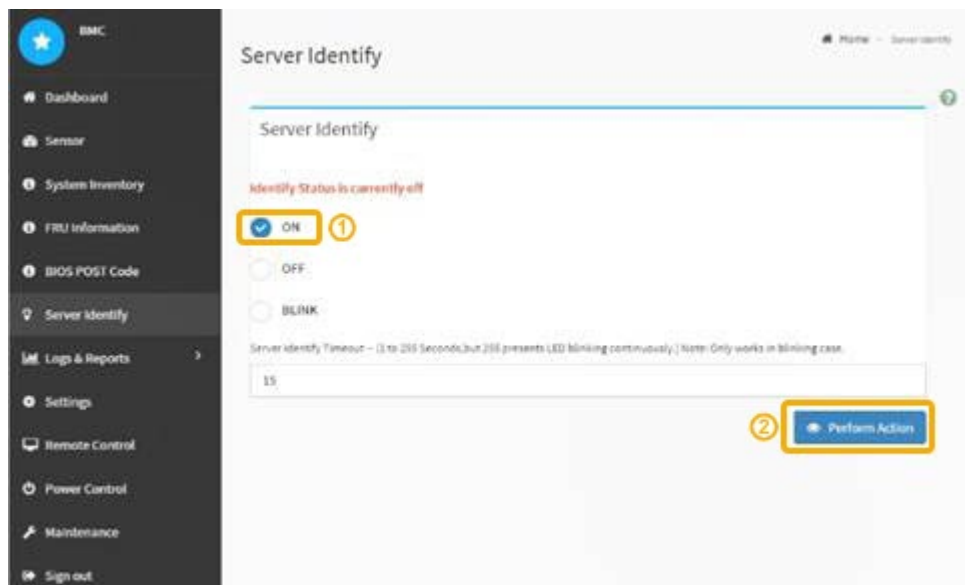 BMC
Home - Server Identify
Server Identify
Dashboard
Sensor
System Inventory
FRU Information
BIOS POST Code
Server Identify
Logs & Reports
Settings
Remote Control
Power Control
Maintenance
Sign out
Server Identify
Identify Status is currently off
ON
1
OFF
BLINK
Server Identify Timeout -- (1 to 255 Seconds,but 255 presents LED blinking continuously.) Note: Only works in blinking case.
15
2
Perform Action